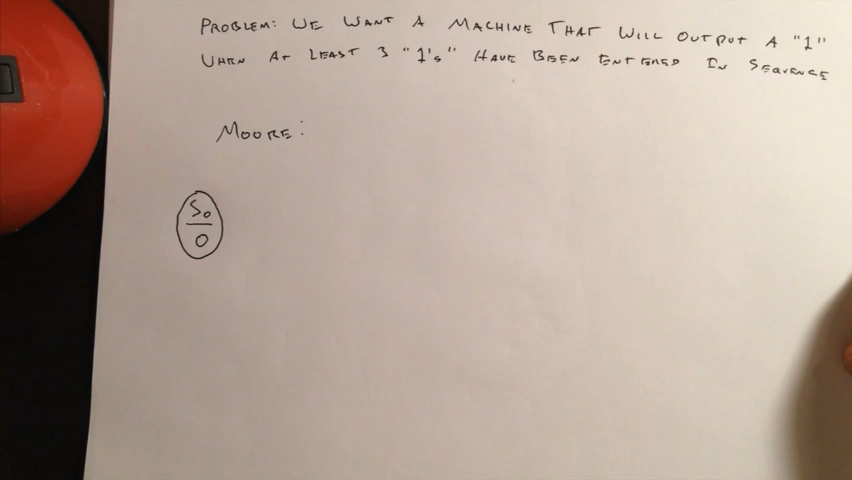 PROBLEM: WE WANT A MACHINE THAT WILL OUTPUT A "1"
WHEN AT LEAST 3 "1's" HAVE BEEN ENTERED IN SEQUENCE
MOORE:
S0
0